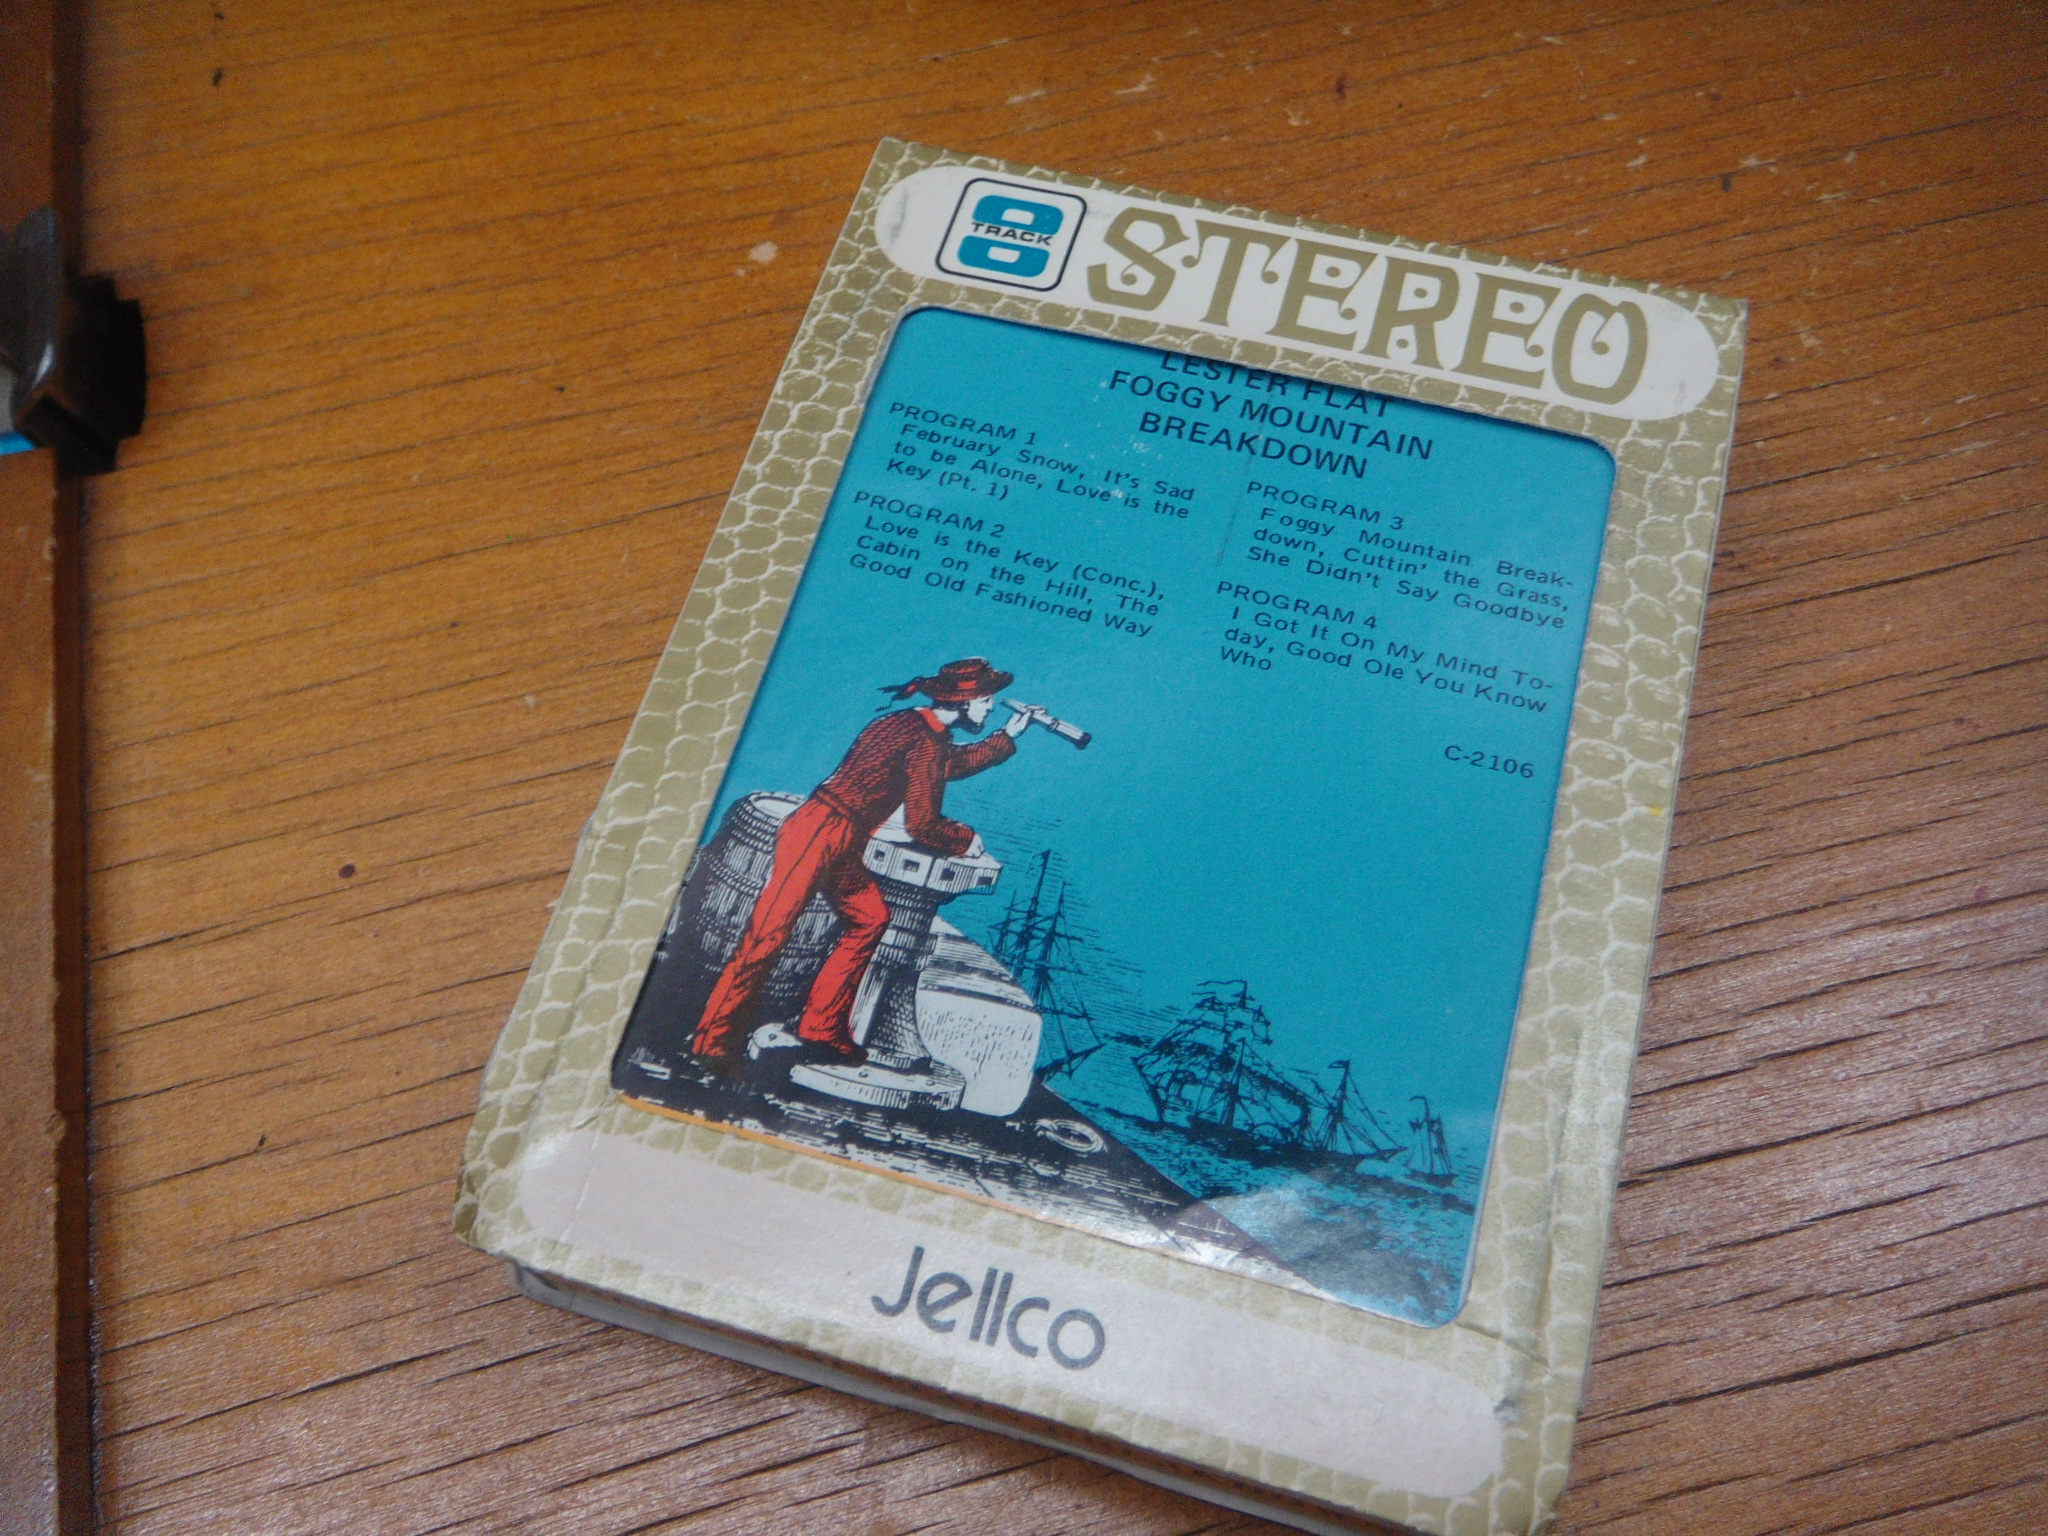 8 TRACK STEREO
LESTER FLAT
FOGGY MOUNTAIN
BREAKDOWN
PROGRAM 1
February Snow, It's Sad
to be Alone, Love is the
Key (Pt. 1)
PROGRAM 2
Love is the Key (Conc.),
Cabin on the Hill, The
Good Old Fashioned Way
PROGRAM 3
Foggy Mountain Break-
down, Cuttin' the Grass,
She Didn't Say Goodbye
PROGRAM 4
I Got It On My Mind To-
day, Good Ole You Know
Who
C-2106
Jellco